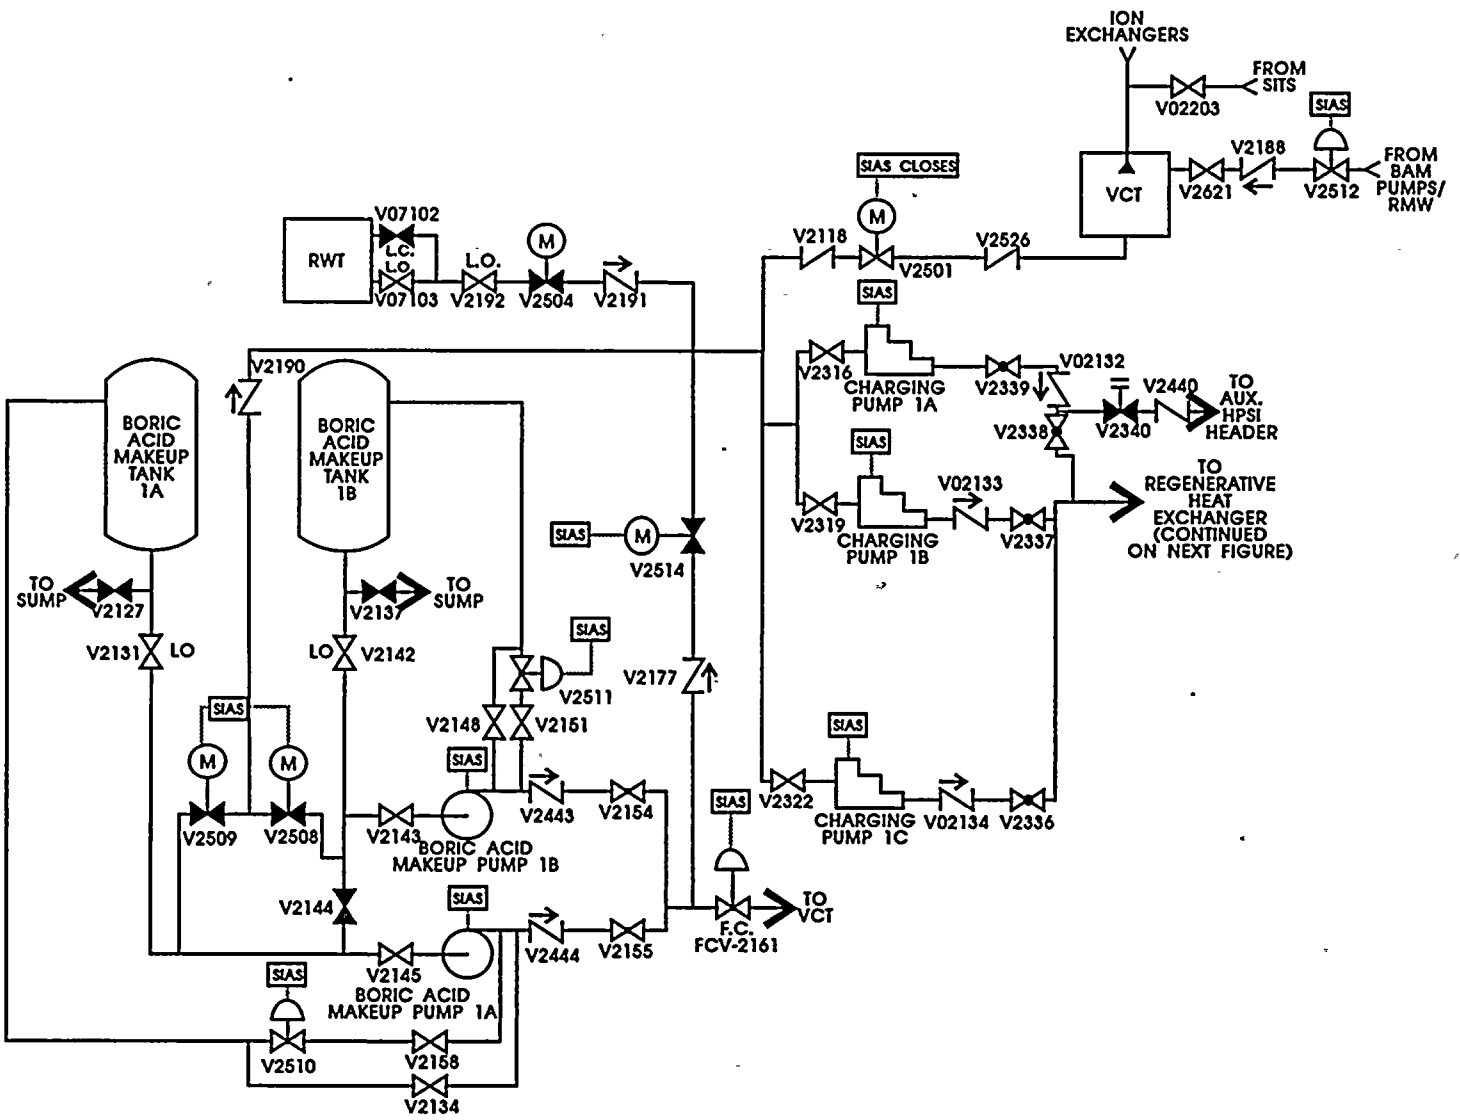 ION
EXCHANGERS
FROM
SITS
V02203
SIAS
V2188
FROM
BAM
PUMPS/
RMW
V2621
V2512
VCT
SIAS CLOSES
M
V2118
V2501
V2526
V07102
L.C.
L.O.
V07103
RWT
L.O.
V2192
M
V2504
V2191
SIAS
V2316
CHARGING
PUMP 1A
V2339
V02132
V2338
V2340
V2440
TO
AUX.
HPSI
HEADER
V2190
BORIC
ACID
MAKEUP
TANK
1A
BORIC
ACID
MAKEUP
TANK
1B
SIAS
V2319
CHARGING
PUMP 1B
V02133
V2337
TO
REGENERATIVE
HEAT
EXCHANGER
(CONTINUED
ON NEXT FIGURE)
SIAS
M
V2514
TO
SUMP
V2127
V2137
TO
SUMP
V2131
LO
LO
V2142
SIAS
V2511
V2148
V2151
V2177
SIAS
M
M
V2509
V2508
V2143
SIAS
BORIC ACID
MAKEUP PUMP 1B
V2443
V2154
SIAS
V2322
CHARGING
PUMP 1C
V02134
V2336
SIAS
F.C.
FCV-2161
TO
VCT
V2144
SIAS
V2145
BORIC ACID
MAKEUP PUMP 1A
V2444
V2155
SIAS
V2510
V2158
V2134